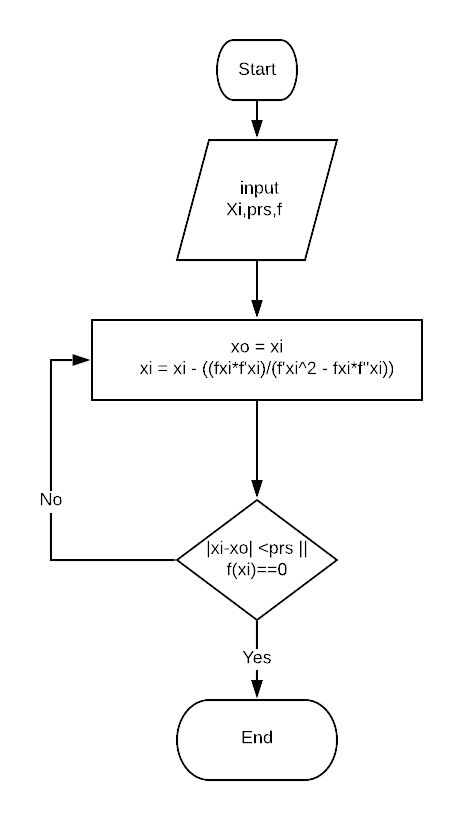 Start
input
Xi,prs,f
xo = xi
xi = xi - ((fxi*f'xi)/(f'xi^2 - fxi*f''xi))
No
|xi-xo| <prs ||
f(xi)==0
Yes
End